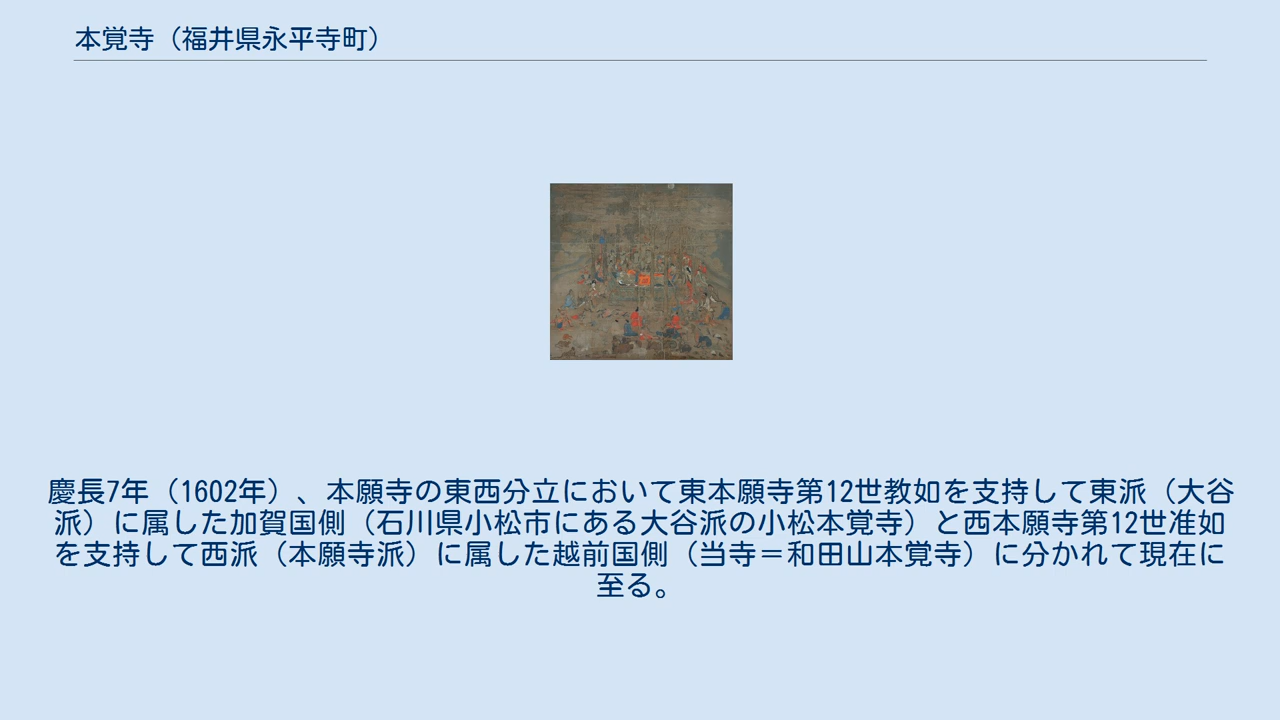 本覚寺（福井県永平寺町）
慶長7年（1602年）、本願寺の東西分立において東本願寺第12世教如を支持して東派（大谷
派）に属した加賀国側（石川県小松市にある大谷派の小松本覚寺）と西本願寺第12世准如
を支持して西派（本願寺派）に属した越前国側（当寺＝和田山本覚寺）に分かれて現在に
至る。